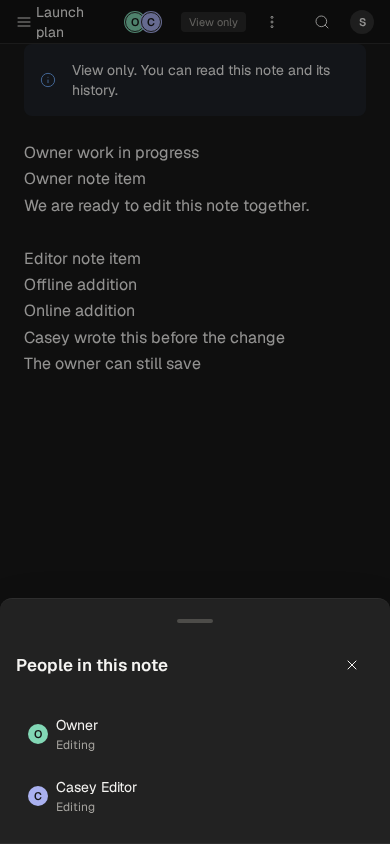 Launch
plan
O C
View only
S
View only. You can read this note and its
history.
Owner work in progress
Owner note item
We are ready to edit this note together.
Editor note item
Offline addition
Online addition
Casey wrote this before the change
The owner can still save
People in this note
O
Owner
Editing
C
Casey Editor
Editing